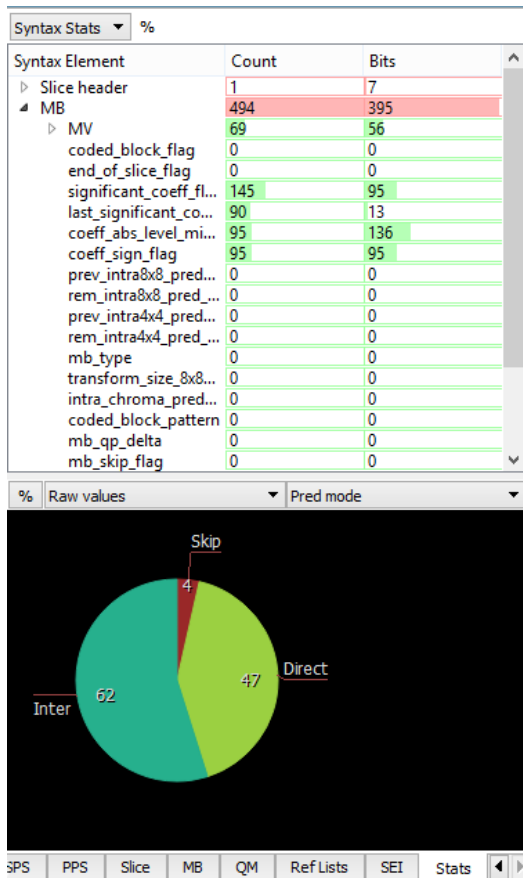 Syntax Stats %
Syntax Element Count Bits
Slice header 1 7
MB 494 395
MV 69 56
coded_block_flag 0 0
end_of_slice_flag 0 0
significant_coeff_fl... 145 95
last_significant_co... 90 13
coeff_abs_level_mi... 95 136
coeff_sign_flag 95 95
prev_intra8x8_pred... 0 0
rem_intra8x8_pred_... 0 0
prev_intra4x4_pred... 0 0
rem_intra4x4_pred_... 0 0
mb_type 0 0
transform_size_8x8... 0 0
intra_chroma_pred... 0 0
coded_block_pattern 0 0
mb_qp_delta 0 0
mb_skip_flag 0 0
% Raw values Pred mode
Skip
4
47 Direct
62
Inter
SPS PPS Slice MB QM Ref Lists SEI Stats